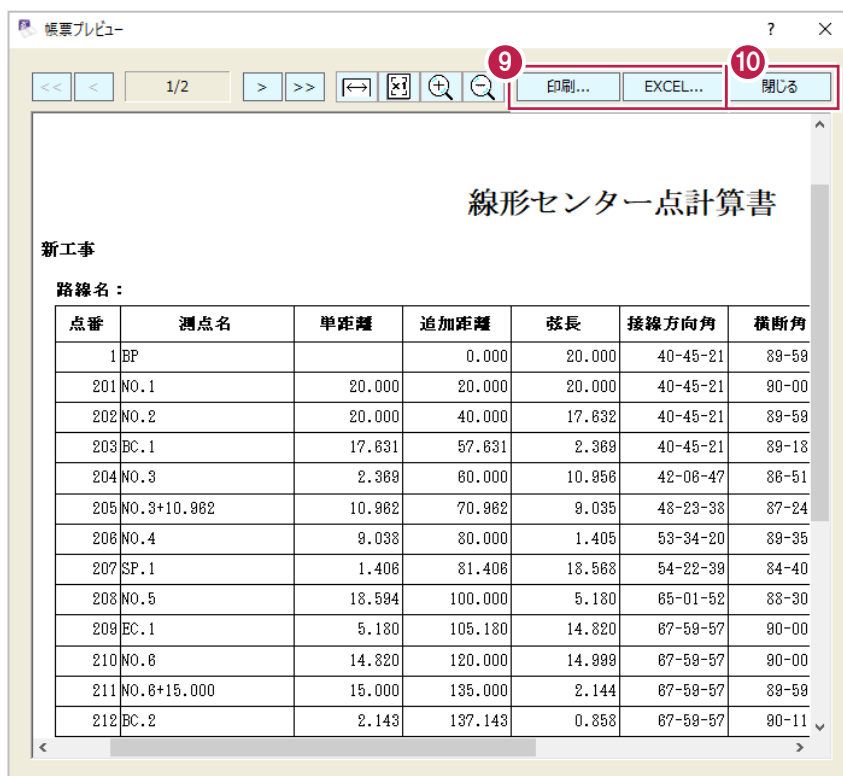 帳票プレビュー ? ×
9 10
<< < 1/2 > >> ×1 印刷... EXCEL... 閉じる
線形センター点計算書
新工事
路線名：
点番 測点名 単距離 追加距離 弦長 接線方向角 横断角
1 BP 0.000 20.000 40-45-21 89-59
201 NO.1 20.000 20.000 20.000 40-45-21 90-00
202 NO.2 20.000 40.000 17.632 40-45-21 89-59
203 BC.1 17.631 57.631 2.369 40-45-21 89-18
204 NO.3 2.369 60.000 10.956 42-06-47 86-51
205 NO.3+10.962 10.962 70.962 9.035 48-23-38 87-24
206 NO.4 9.038 80.000 1.405 53-34-20 89-35
207 SP.1 1.406 81.406 18.568 54-22-39 84-40
208 NO.5 18.594 100.000 5.180 65-01-52 88-30
209 EC.1 5.180 105.180 14.820 67-59-57 90-00
210 NO.6 14.820 120.000 14.999 67-59-57 90-00
211 NO.6+15.000 15.000 135.000 2.144 67-59-57 89-59
212 BC.2 2.143 137.143 0.858 67-59-57 90-11